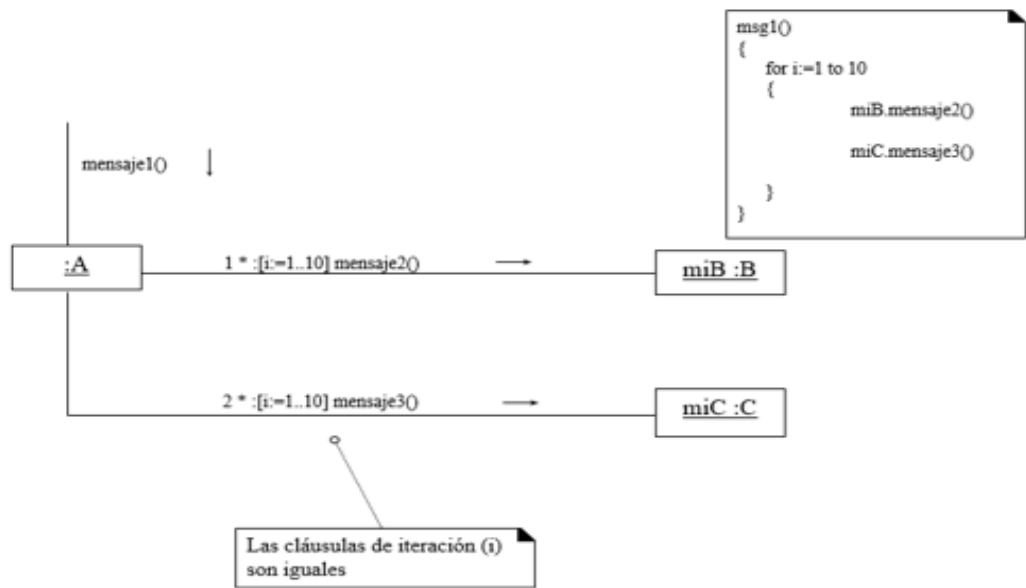 msg1()
{
for i:=1 to 10
{
miB.mensaje2()
miC.mensaje3()
}
}
mensaje1()
:A
1 * :[i:=1..10] mensaje2()
miB :B
2 * :[i:=1..10] mensaje3()
miC :C
Las cláusulas de iteración (i)
son iguales